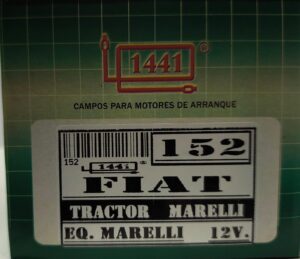 1441®
CAMPOS PARA MOTORES DE ARRANQUE
152
152
1441
FIAT
TRACTOR MARELLI
EQ. MARELLI 12V.